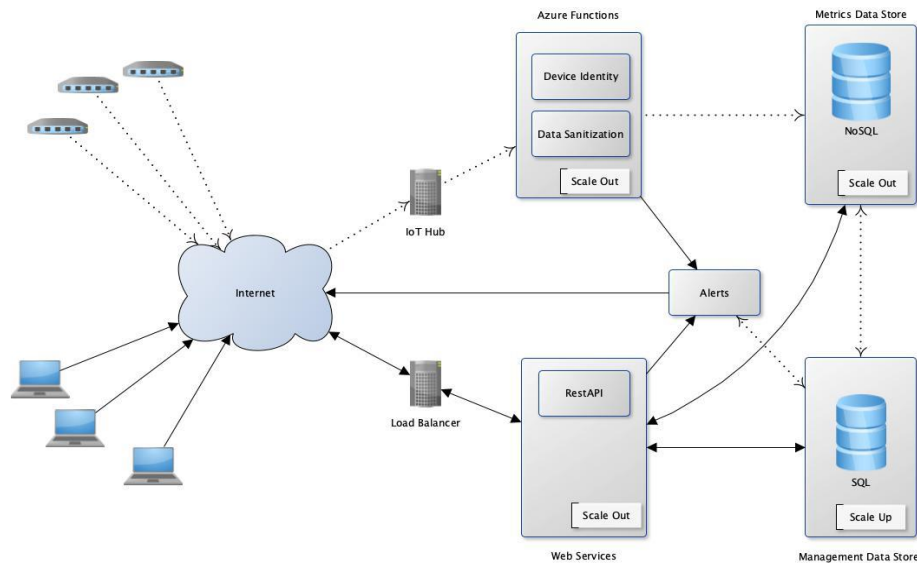 Azure Functions
Metrics Data Store
Device Identity
Data Sanitization
NoSQL
Scale Out
Scale Out
IoT Hub
Internet
Alerts
RestAPI
Load Balancer
SQL
Scale Out
Scale Up
Web Services
Management Data Store